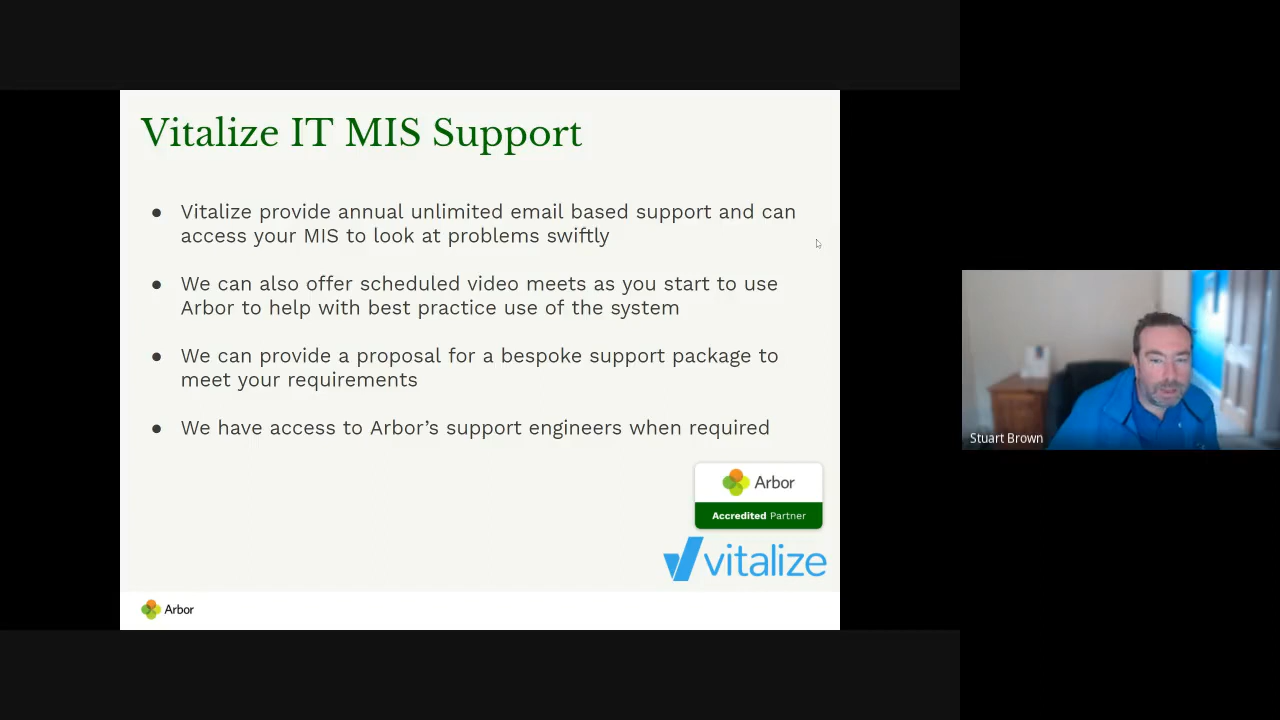 Vitalize IT MIS Support
● Vitalize provide annual unlimited email based support and can
access your MIS to look at problems swiftly
● We can also offer scheduled video meets as you start to use
Arbor to help with best practice use of the system
● We can provide a proposal for a bespoke support package to
meet your requirements
● We have access to Arbor’s support engineers when required
Arbor
Accredited Partner
vitalize
Arbor
Stuart Brown